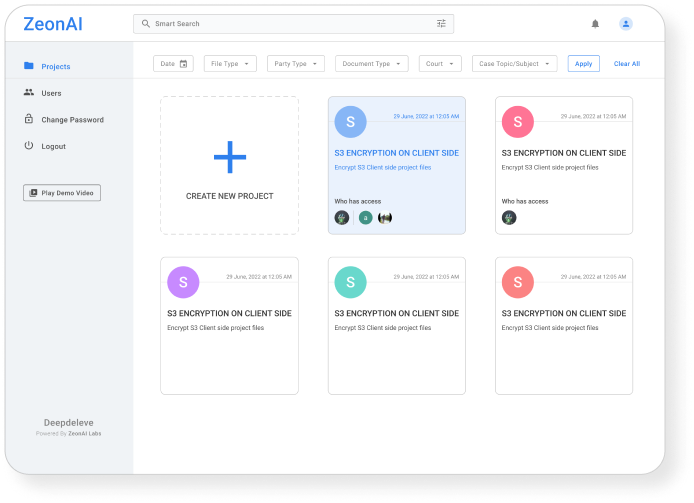 ZeonAI
Smart Search
Projects
Users
Change Password
Logout
Play Demo Video
Deepdeleve
Powered By ZeonAI Labs
Date
File Type
Party Type
Document Type
Court
Case Topic/Subject
Apply
Clear All
CREATE NEW PROJECT
S
29 June, 2022 at 12:05 AM
S3 ENCRYPTION ON CLIENT SIDE
Encrypt S3 Client side project files
Who has access
a
S
29 June, 2022 at 12:05 AM
S3 ENCRYPTION ON CLIENT SIDE
Encrypt S3 Client side project files
Who has access
S
29 June, 2022 at 12:05 AM
S3 ENCRYPTION ON CLIENT SIDE
Encrypt S3 Client side project files
S
29 June, 2022 at 12:05 AM
S3 ENCRYPTION ON CLIENT SIDE
Encrypt S3 Client side project files
S
29 June, 2022 at 12:05 AM
S3 ENCRYPTION ON CLIENT SIDE
Encrypt S3 Client side project files